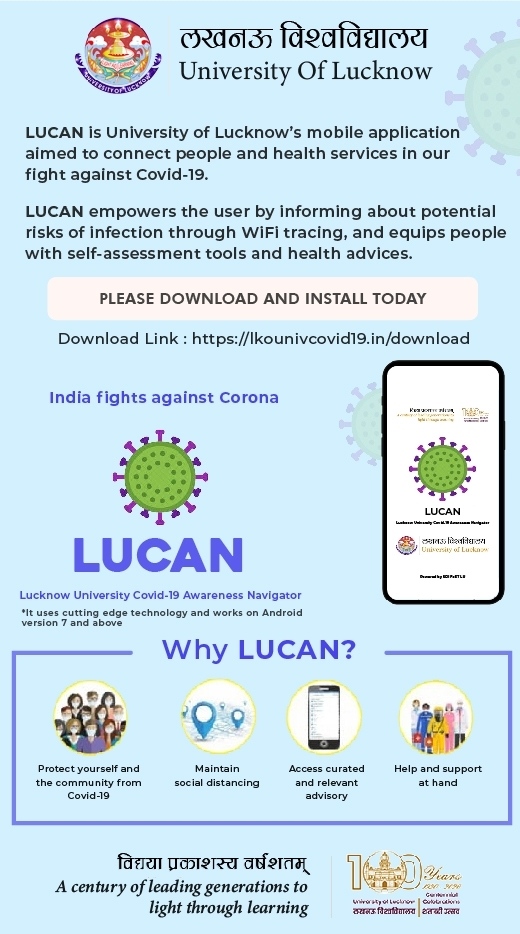 लखनऊ विश्वविद्यालय
University Of Lucknow
UNIVERSITY OF LUCKNOW
LUCAN is University of Lucknow's mobile application
aimed to connect people and health services in our
fight against Covid-19.
LUCAN empowers the user by informing about potential
risks of infection through WiFi tracing, and equips people
with self-assessment tools and health advices.
PLEASE DOWNLOAD AND INSTALL TODAY
Download Link : https://lkounivcovid19.in/download
India fights against Corona
LUCAN
Lucknow University Covid-19 Awareness Navigator
*It uses cutting edge technology and works on Android
version 7 and above
LUCAN
Lucknow University Covid-19 Awareness Navigator
लखनऊ विश्वविद्यालय
University of Lucknow
Why LUCAN?
Protect yourself and
the community from
Covid-19
Maintain
social distancing
Access curated
and relevant
advisory
Help and support
at hand
विद्यया प्रकाशस्य वर्षशतम्
A century of leading generations to
light through learning
100 Years
1920-2020
University of Lucknow
Centennial
Celebrations
लखनऊ विश्वविद्यालय
शताब्दी उत्सव